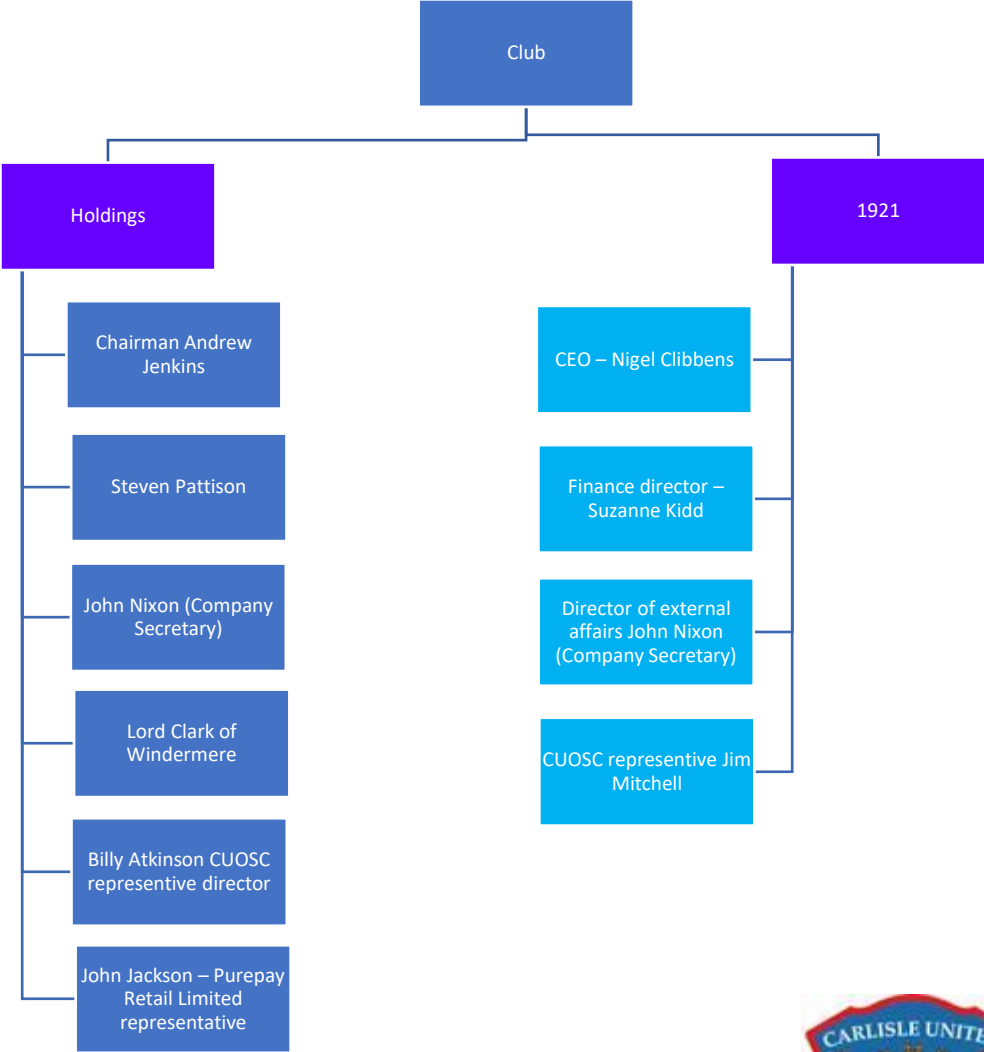 Club
Holdings
1921
Chairman Andrew
Jenkins
Steven Pattison
John Nixon (Company
Secretary)
Lord Clark of
Windermere
Billy Atkinson CUOSC
representive director
John Jackson – Purepay
Retail Limited
representative
CEO – Nigel Clibbens
Finance director –
Suzanne Kidd
Director of external
affairs John Nixon
(Company Secretary)
CUOSC representive Jim
Mitchell
CARLISLE UNITE